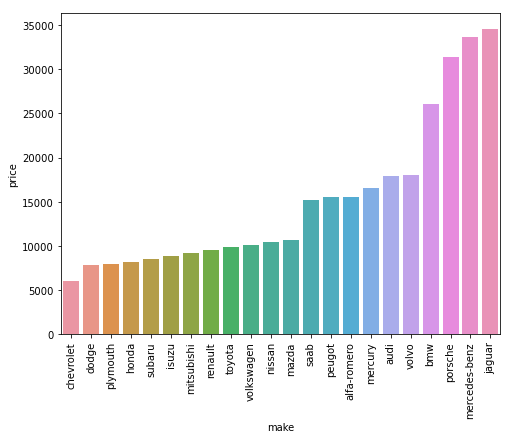 35000
30000
25000
20000
15000
10000
5000
0
price
chevrolet
dodge
plymouth
honda
subaru
isuzu
mitsubishi
renault
toyota
volkswagen
nissan
mazda
saab
peugot
alfa-romero
mercury
audi
volvo
bmw
porsche
mercedes-benz
jaguar
make